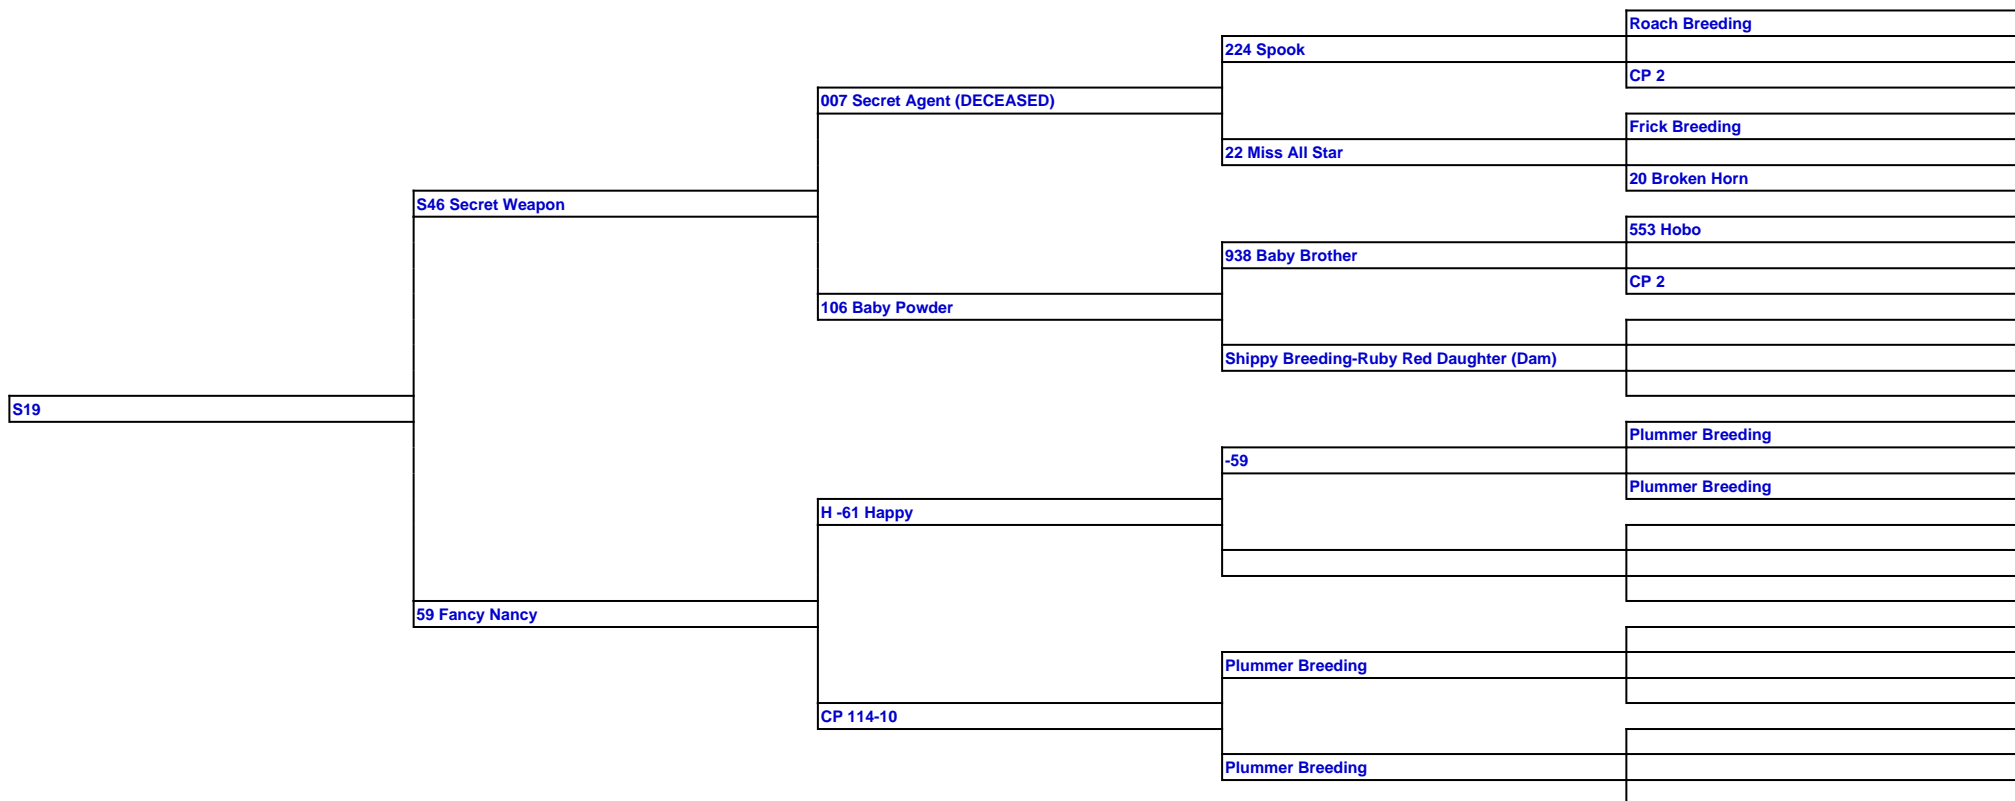 Roach Breeding
224 Spook
CP 2
007 Secret Agent (DECEASED)
Frick Breeding
22 Miss All Star
20 Broken Horn
S46 Secret Weapon
553 Hobo
938 Baby Brother
CP 2
106 Baby Powder
Shippy Breeding-Ruby Red Daughter (Dam)
S19
Plummer Breeding
-59
Plummer Breeding
H -61 Happy
59 Fancy Nancy
Plummer Breeding
CP 114-10
Plummer Breeding